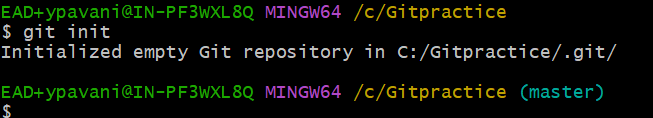 EAD+ypavani@IN-PF3WXL8Q MINGW64 /c/Gitpractice
$ git init
Initialized empty Git repository in C:/Gitpractice/.git/
EAD+ypavani@IN-PF3WXL8Q MINGW64 /c/Gitpractice (master)
$